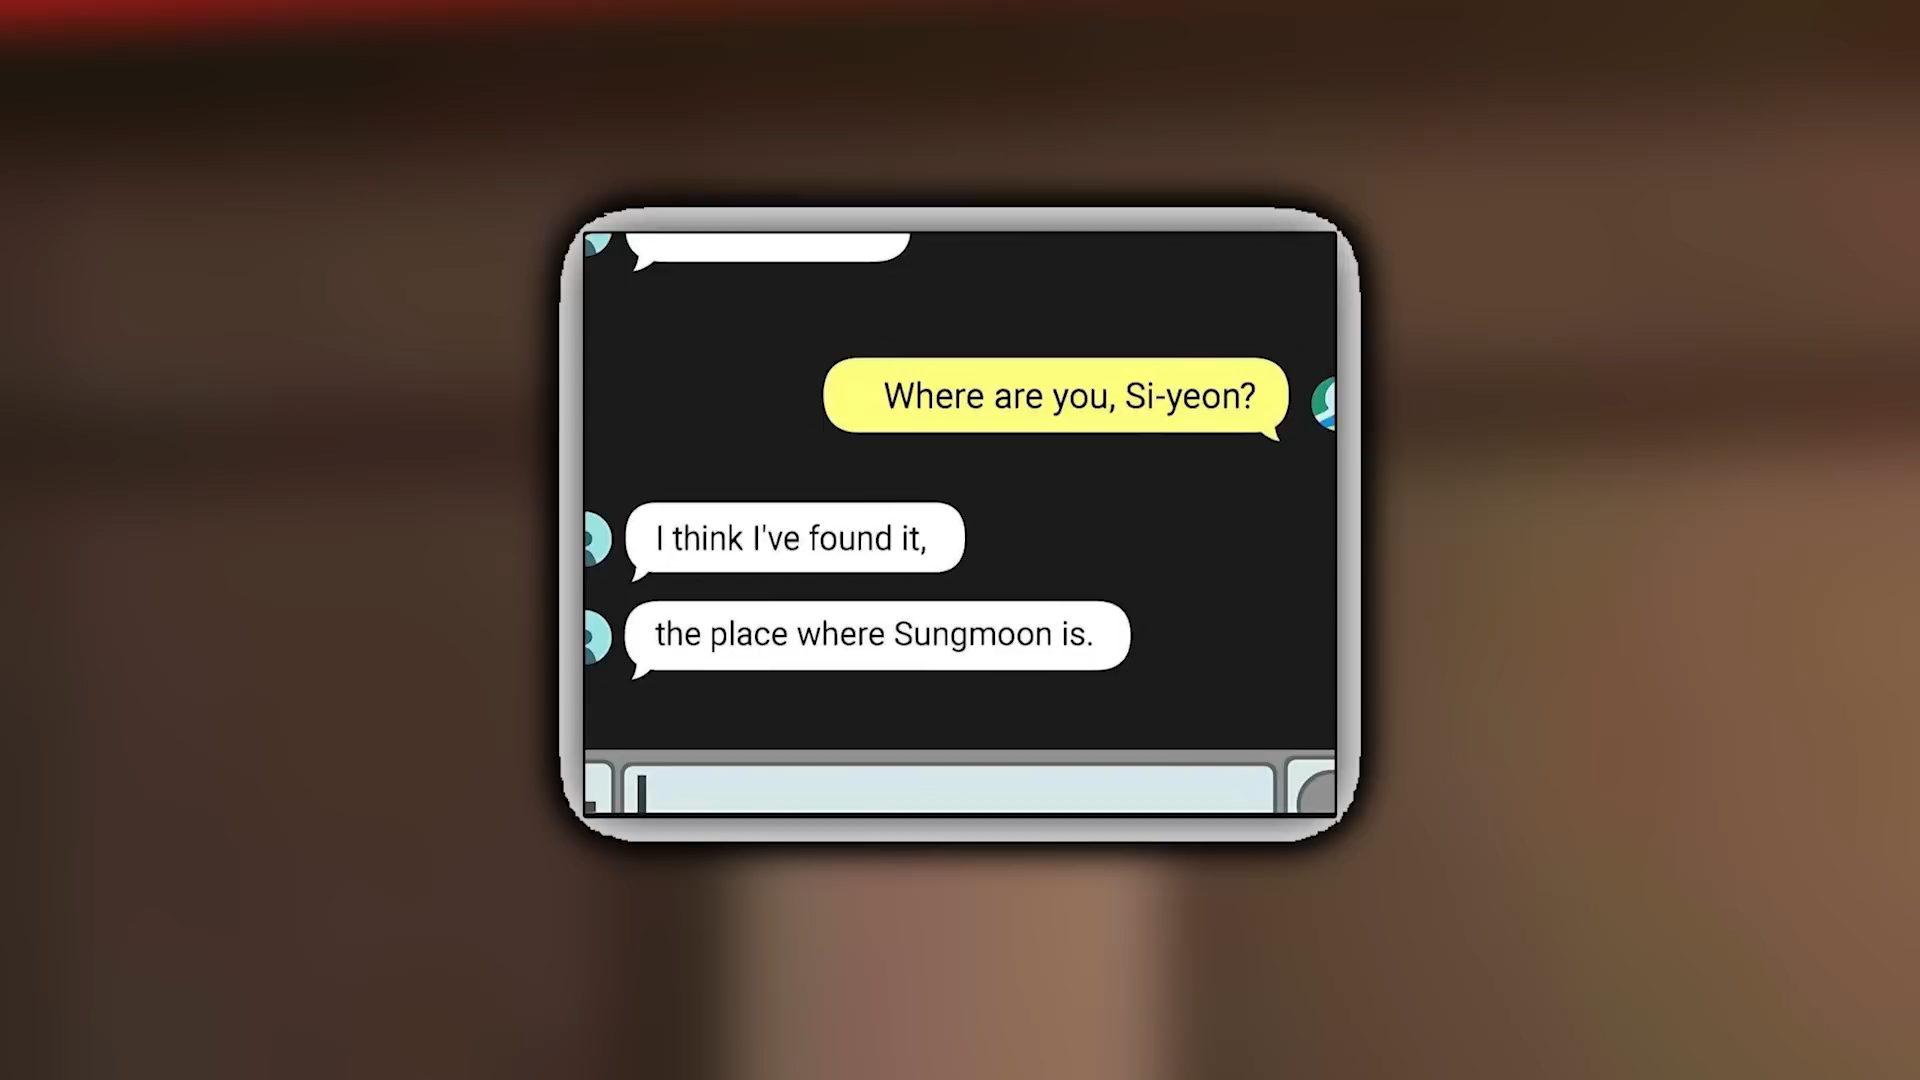 Where are you, Si-yeon?
I think I've found it,
the place where Sungmoon is.